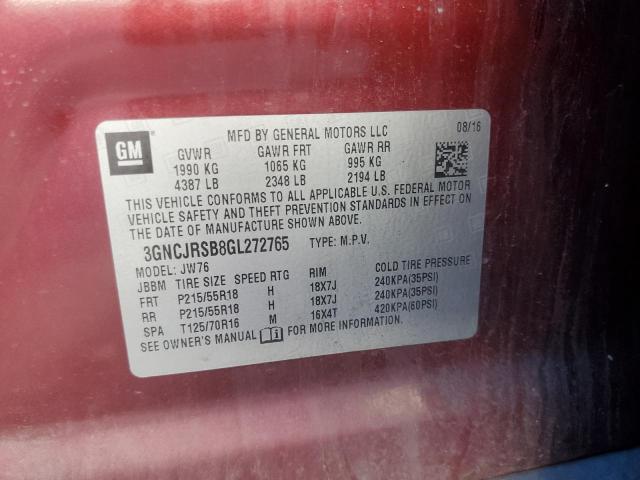 GM
MFD BY GENERAL MOTORS LLC
08/16
GVWR GAWR FRT GAWR RR
1990 KG 1065 KG 995 KG
4387 LB 2348 LB 2194 LB
THIS VEHICLE CONFORMS TO ALL APPLICABLE U.S. FEDERAL MOTOR
VEHICLE SAFETY AND THEFT PREVENTION STANDARDS IN EFFECT ON
THE DATE OF MANUFACTURE SHOWN ABOVE.
3GNCJRSB8GL272765 TYPE: M.P.V.
MODEL: JW76
JBBM TIRE SIZE SPEED RTG RIM COLD TIRE PRESSURE
FRT P215/55R18 H 18X7J 240KPA(35PSI)
RR P215/55R18 H 18X7J 240KPA(35PSI)
SPA T125/70R16 M 16X4T 420KPA(60PSI)
SEE OWNER'S MANUAL FOR MORE INFORMATION